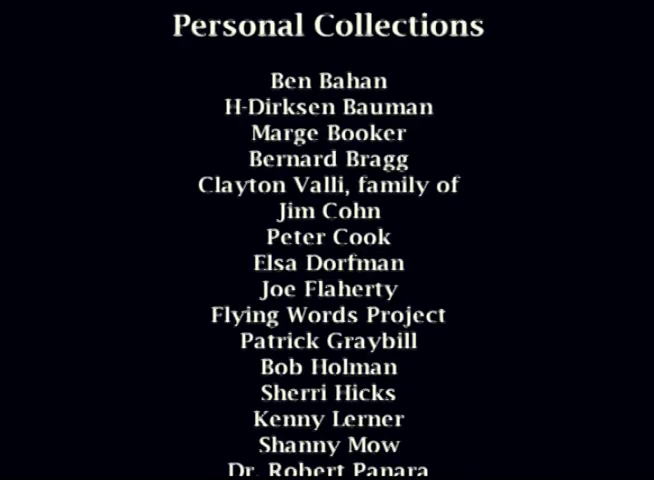 Personal Collections
Ben Bahan
H-Dirksen Bauman
Marge Booker
Bernard Bragg
Clayton Valli, family of
Jim Cohn
Peter Cook
Elsa Dorfman
Joe Flaherty
Flying Words Project
Patrick Graybill
Bob Holman
Sherri Hicks
Kenny Lerner
Shanny Mow
Dr. Robert Panara